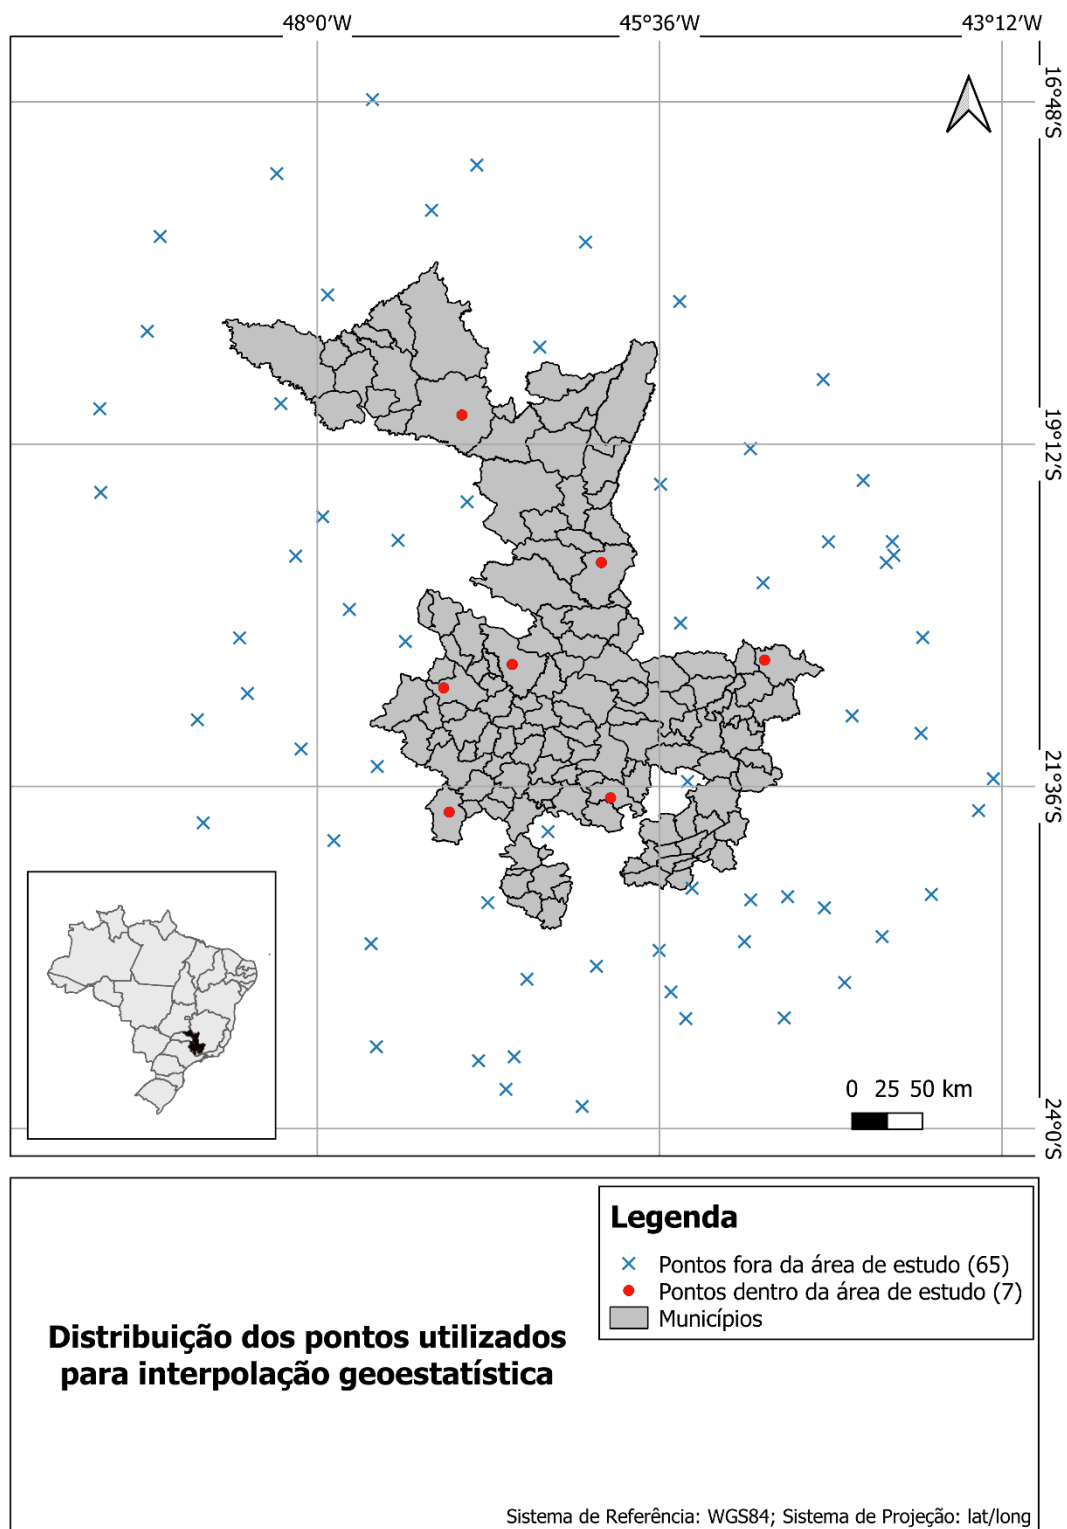 48°0′W 45°36′W 43°12′W
16°48′S
19°12′S
21°36′S
24°0′S
0 25 50 km
Legenda
Pontos fora da área de estudo (65)
Pontos dentro da área de estudo (7)
Municípios
Distribuição dos pontos utilizados
para interpolação geoestatística
Sistema de Referência: WGS84; Sistema de Projeção: lat/long